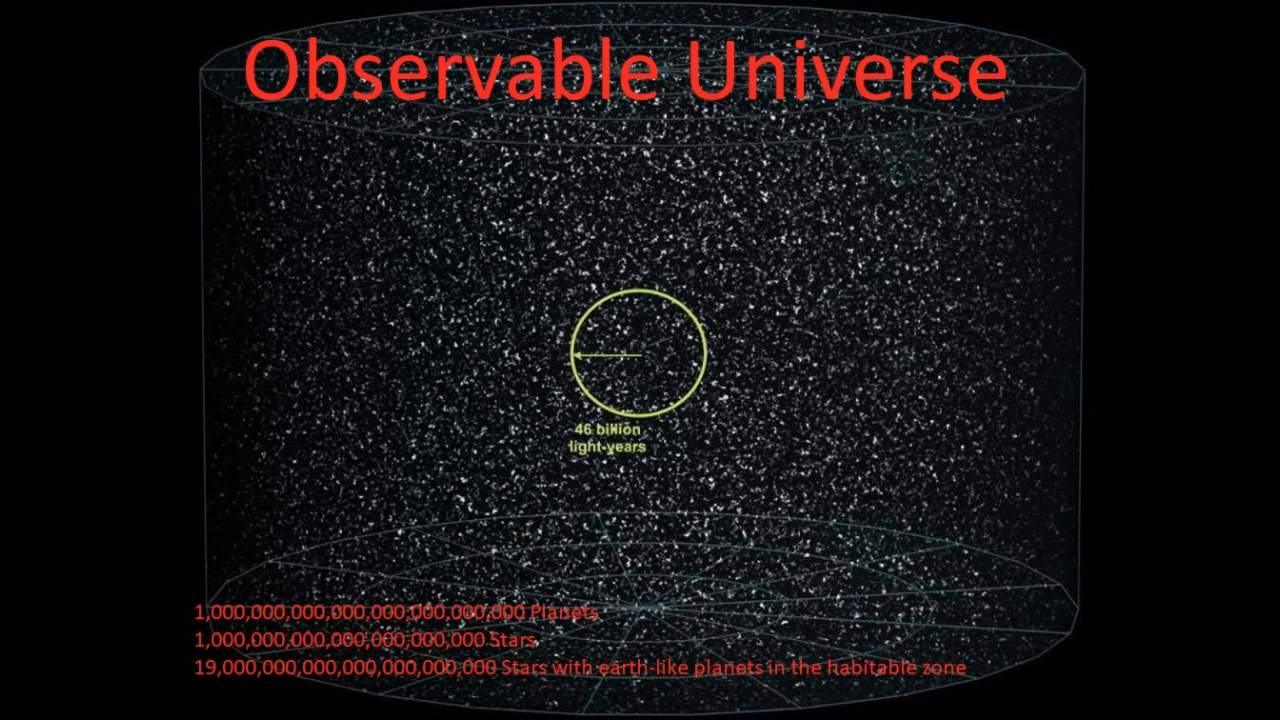 Observable Universe
46 billion
light-years
1,000,000,000,000,000,000,000,000 Planets
1,000,000,000,000,000,000,000 Stars
19,000,000,000,000,000,000,000 Stars with earth-like planets in the habitable zone